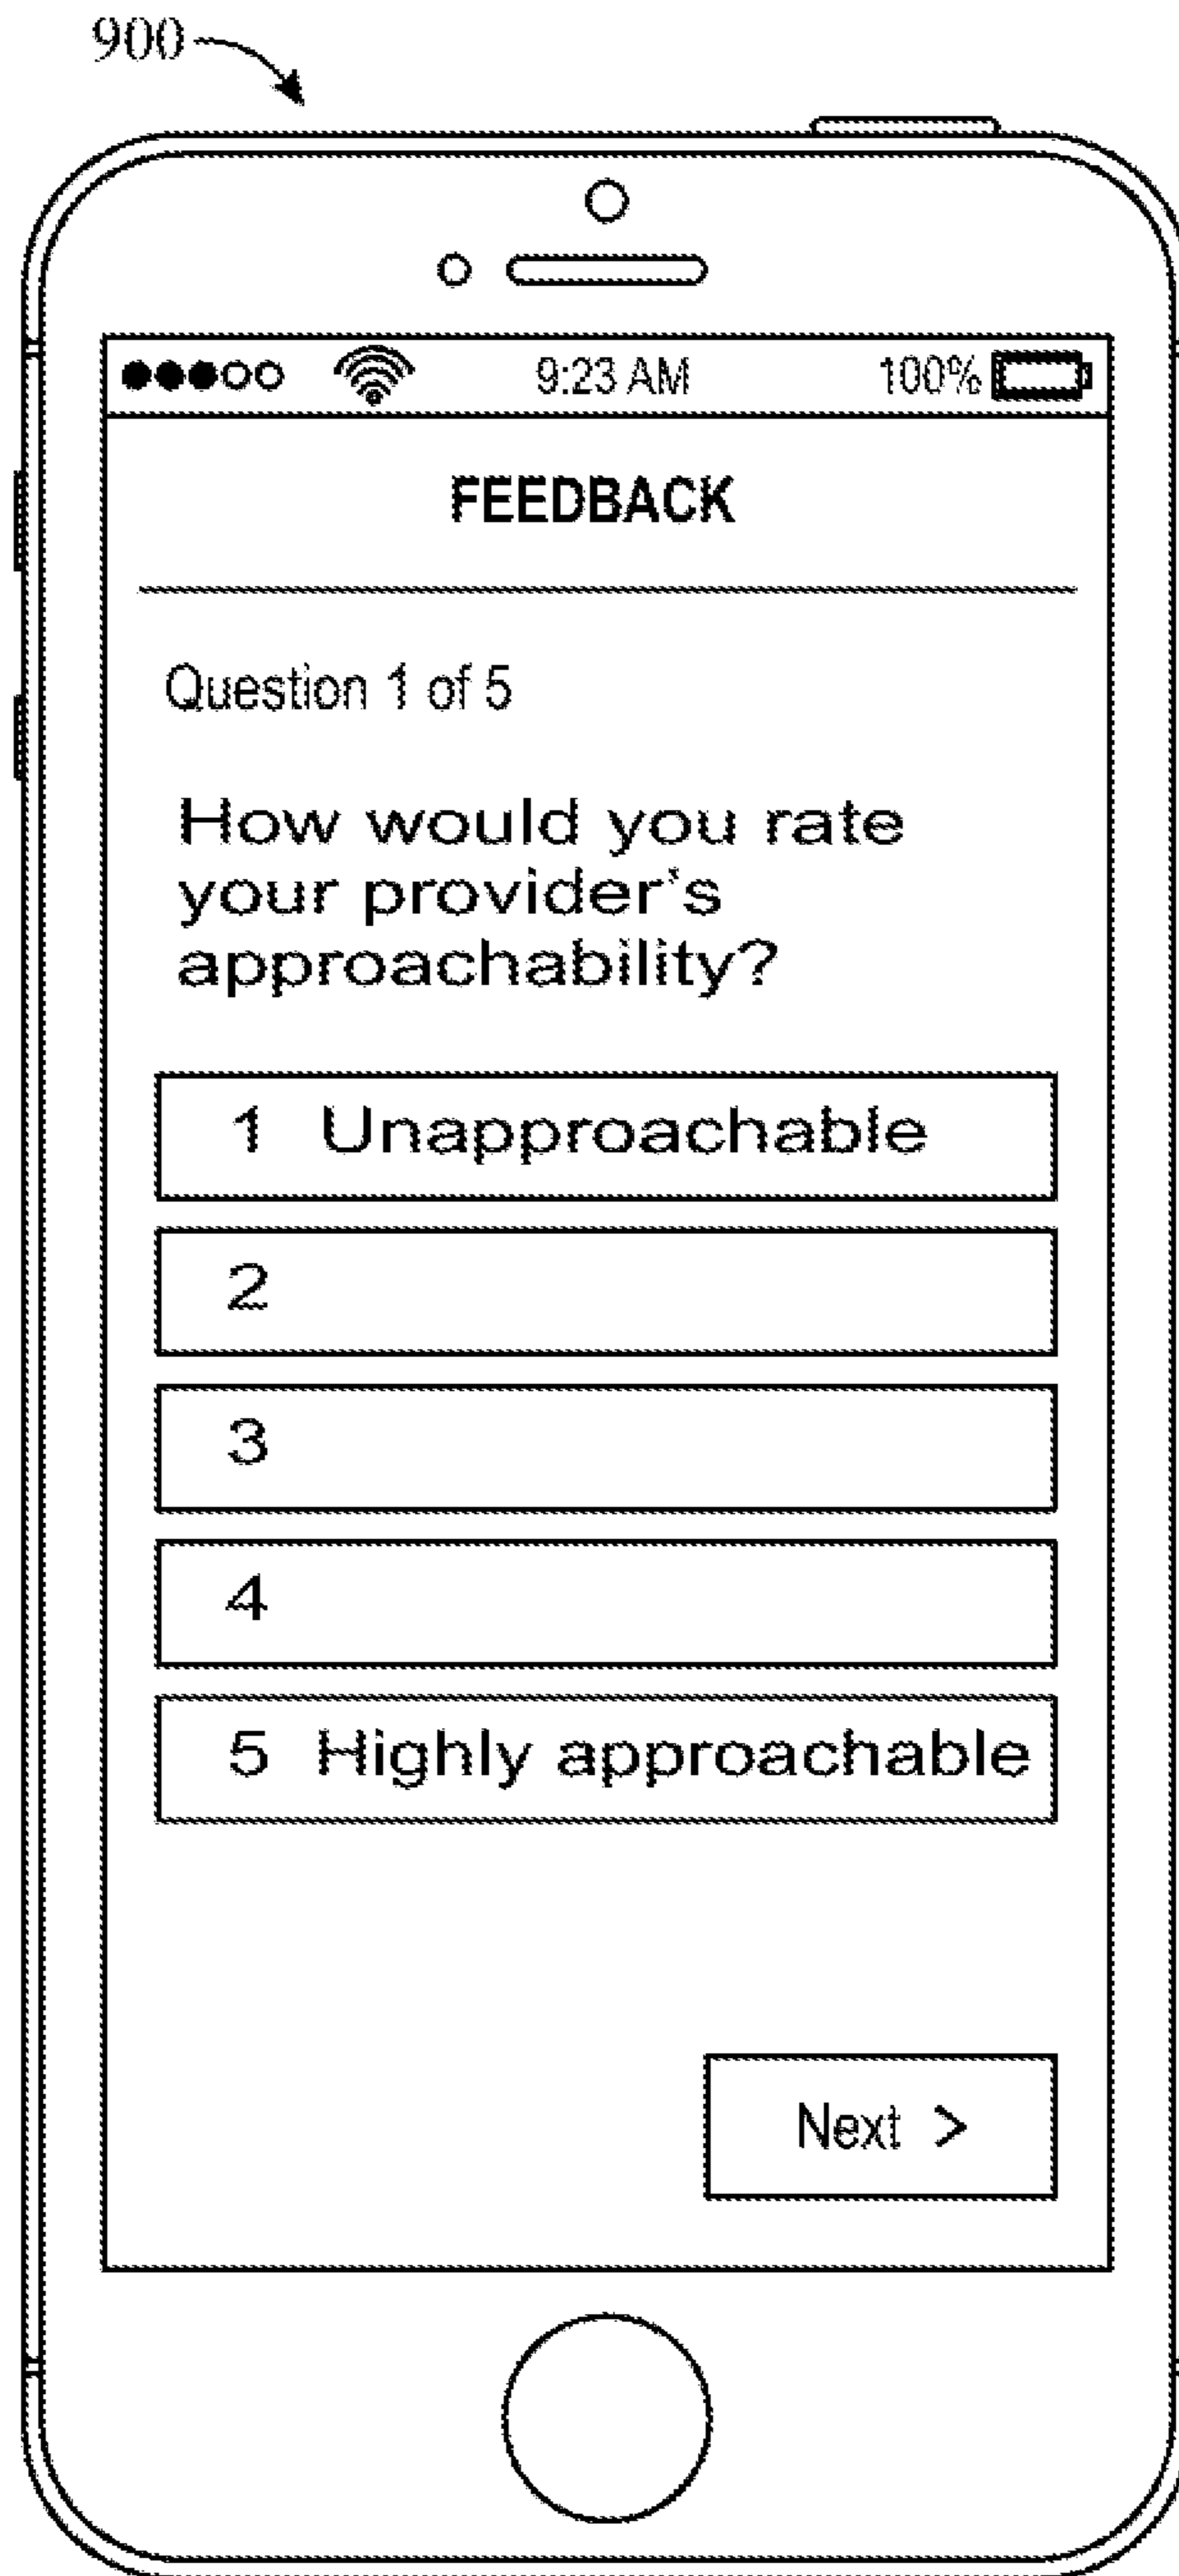 900
9:23 AM 100%
FEEDBACK
Question 1 of 5
How would you rate
your provider's
approachability?
1 Unapproachable
2
3
4
5 Highly approachable
Next >